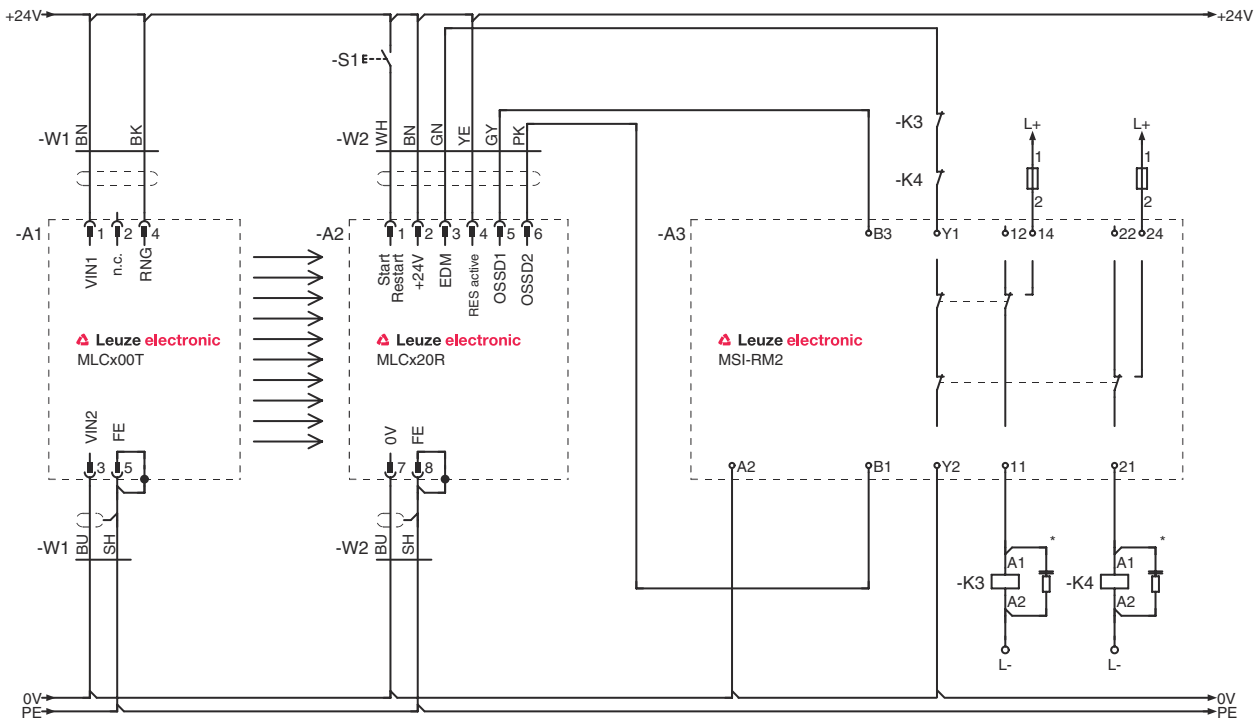 +24V +24V
-S1
-W1 BN BK
-W2 WH BN GN YE GY PK
-K3
-K4
L+ L+
1 1
2 2
-A1 1 2 4
VIN1 n.c. RNG
-A2 1 2 3 4 5 6
Start Restart +24V EDM RES active OSSD1 OSSD2
-A3 B3 Y1 12 14 22 24
Leuze electronic
MLCx00T
Leuze electronic
MLCx20R
Leuze electronic
MSI-RM2
VIN2 FE
3 5
0V FE
7 8
A2 B1 Y2 11 21
-W1 BU SH
-W2 BU SH
* *
-K3 A1 A2
-K4 A1 A2
L- L-
0V 0V
PE PE